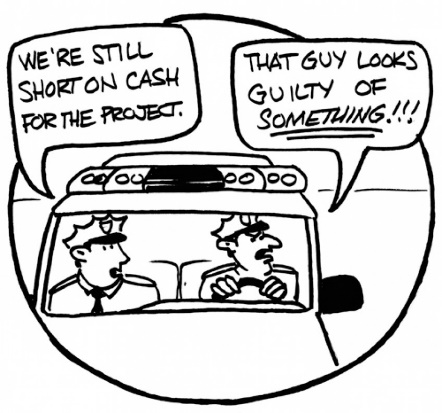 WE'RE STILL
SHORT ON CASH
FOR THE PROJECT.
THAT GUY LOOKS
GUILTY OF
SOMETHING.!!!